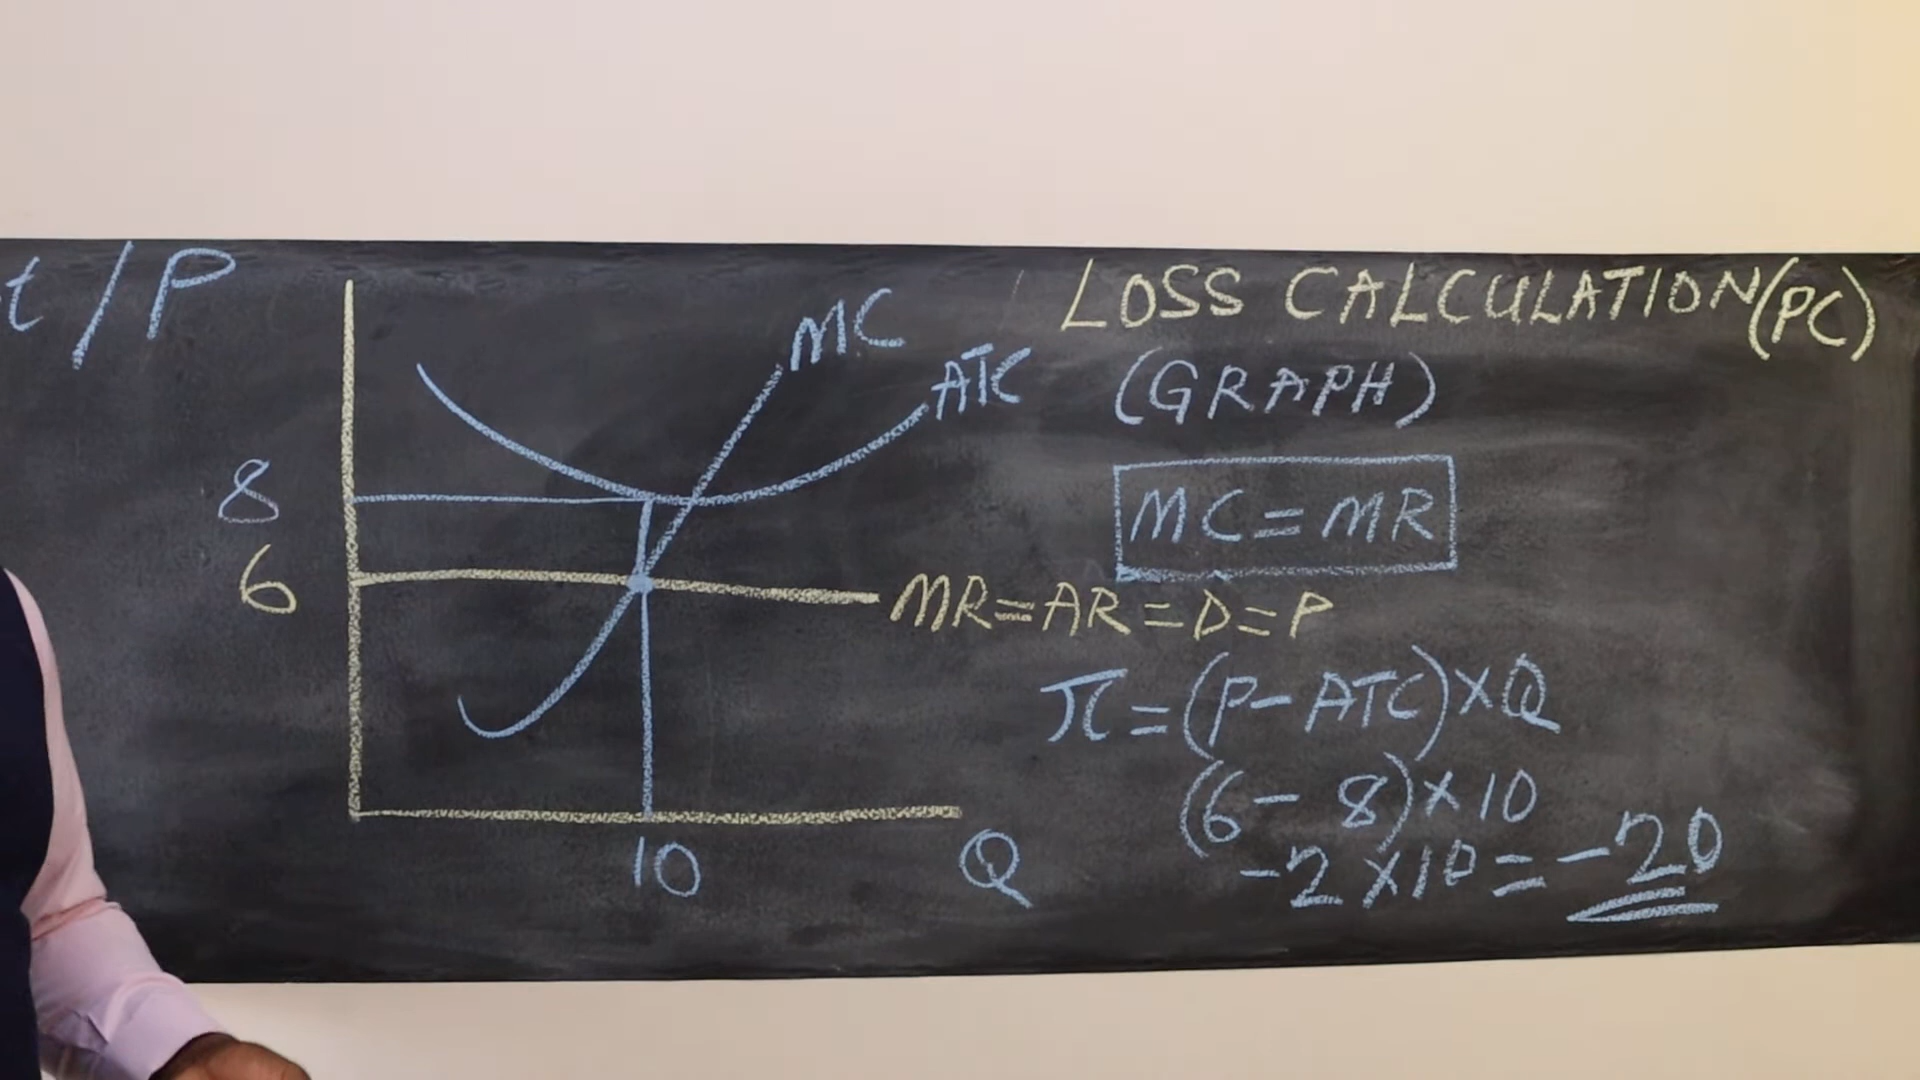 t/P
MC
ATC
8
6
MR=AR=D=P
10
Q
LOSS CALCULATION(PC)
(GRAPH)
MC=MR
π=(P-ATC)×Q
(6-8)×10
-2×10=-20